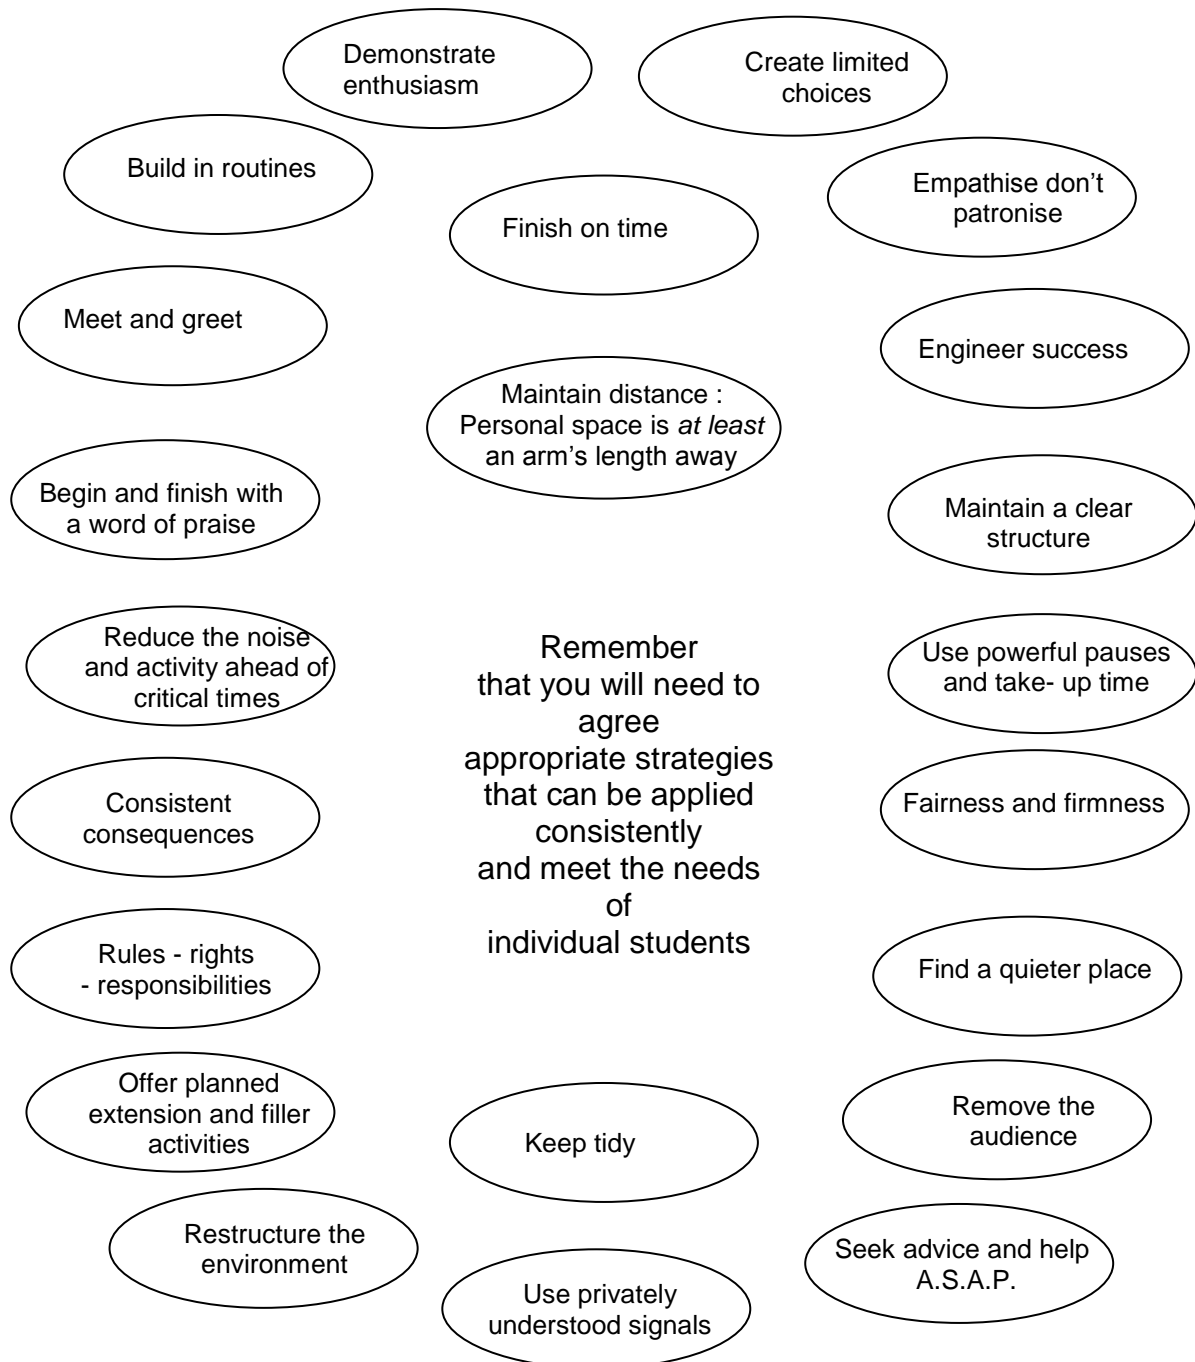 Demonstrate
enthusiasm
Create limited
choices
Build in routines
Empathise don’t
patronise
Finish on time
Meet and greet
Engineer success
Maintain distance :
Personal space is at least
an arm’s length away
Begin and finish with
a word of praise
Maintain a clear
structure
Reduce the noise
and activity ahead of
critical times
Remember
that you will need to
agree
appropriate strategies
that can be applied
consistently
and meet the needs
of
individual students
Use powerful pauses
and take- up time
Consistent
consequences
Fairness and firmness
Rules - rights
- responsibilities
Find a quieter place
Offer planned
extension and filler
activities
Keep tidy
Remove the
audience
Restructure the
environment
Use privately
understood signals
Seek advice and help
A.S.A.P.